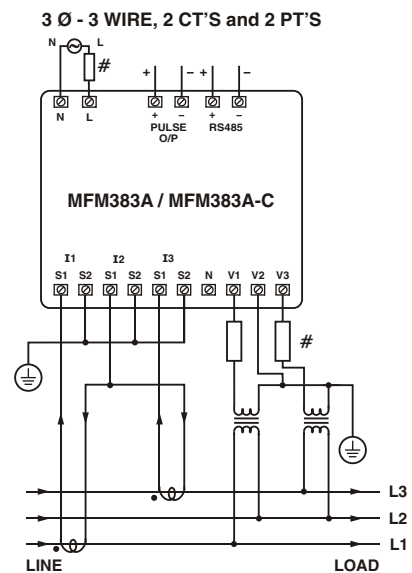 3 Ø - 3 WIRE, 2 CT'S and 2 PT'S
N L
#
+ - + -
N L + - + -
PULSE O/P RS485
MFM383A / MFM383A-C
I1 I2 I3
S1 S2 S1 S2 S1 S2 N V1 V2 V3
#
L3
L2
L1
LINE LOAD